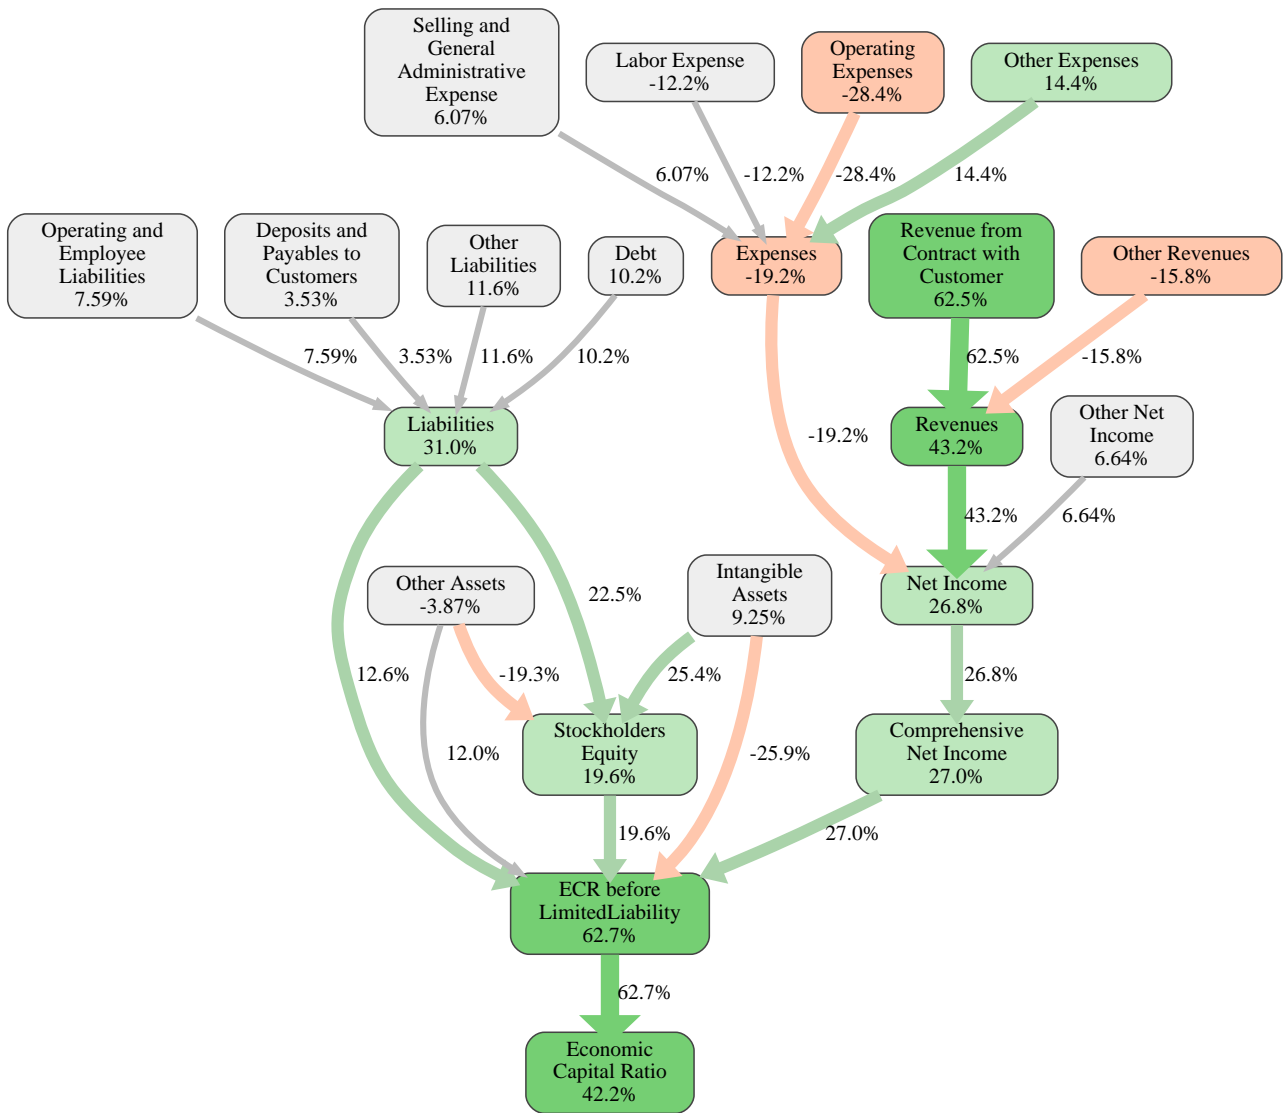 Selling and
General
Administrative
Expense
6.07%
Labor Expense
-12.2%
Operating
Expenses
-28.4%
Other Expenses
14.4%
6.07%
-12.2%
-28.4%
14.4%
Operating and
Employee
Liabilities
7.59%
Deposits and
Payables to
Customers
3.53%
Other
Liabilities
11.6%
Debt
10.2%
Expenses
-19.2%
Revenue from
Contract with
Customer
62.5%
Other Revenues
-15.8%
7.59%
3.53%
11.6%
10.2%
62.5%
-15.8%
Liabilities
31.0%
-19.2%
Revenues
43.2%
Other Net
Income
6.64%
43.2%
6.64%
Other Assets
-3.87%
22.5%
Intangible
Assets
9.25%
Net Income
26.8%
12.6%
-19.3%
25.4%
26.8%
12.0%
Stockholders
Equity
19.6%
-25.9%
Comprehensive
Net Income
27.0%
19.6%
27.0%
ECR before
LimitedLiability
62.7%
62.7%
Economic
Capital Ratio
42.2%